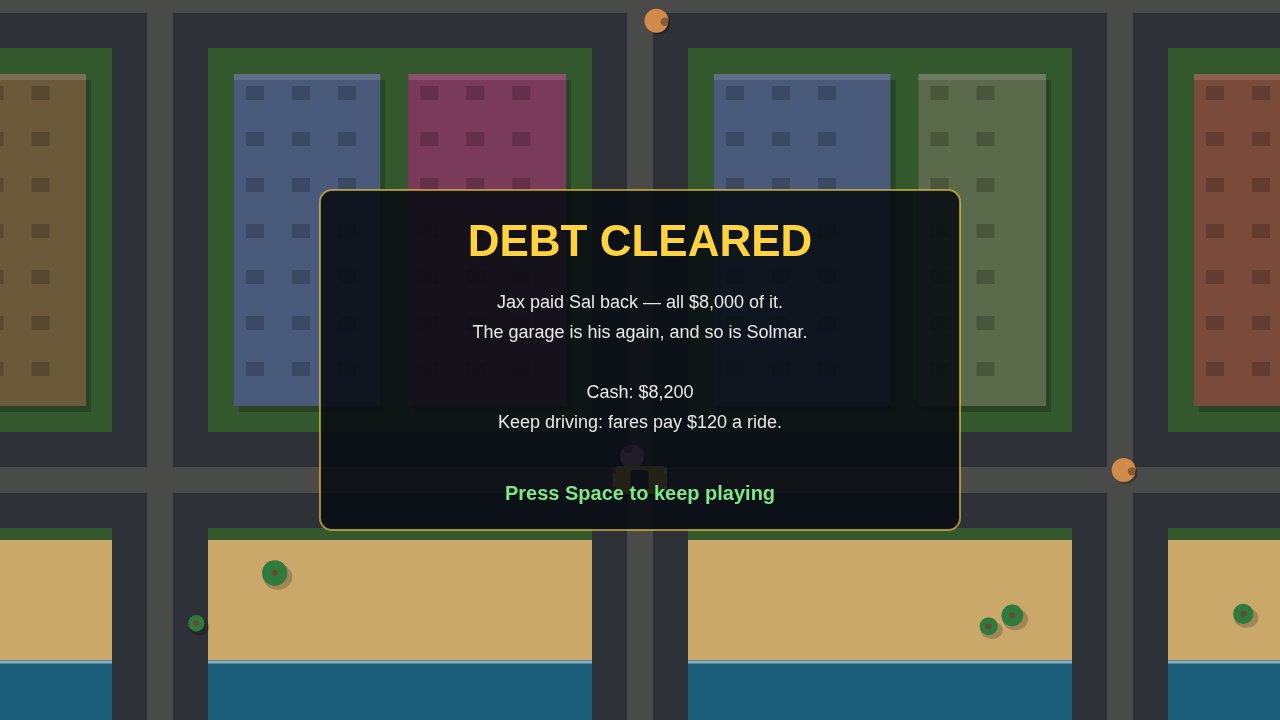 DEBT CLEARED
Jax paid Sal back — all $8,000 of it.
The garage is his again, and so is Solmar.
Cash: $8,200
Keep driving: fares pay $120 a ride.
Press Space to keep playing